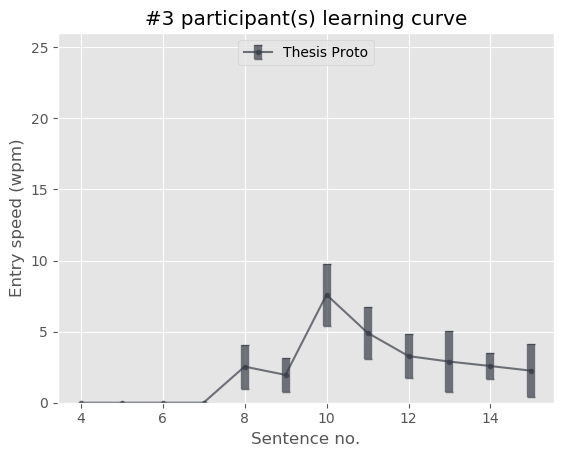 #3 participant(s) learning curve
Thesis Proto
25
20
15
10
5
0
Entry speed (wpm)
4 6 8 10 12 14
Sentence no.